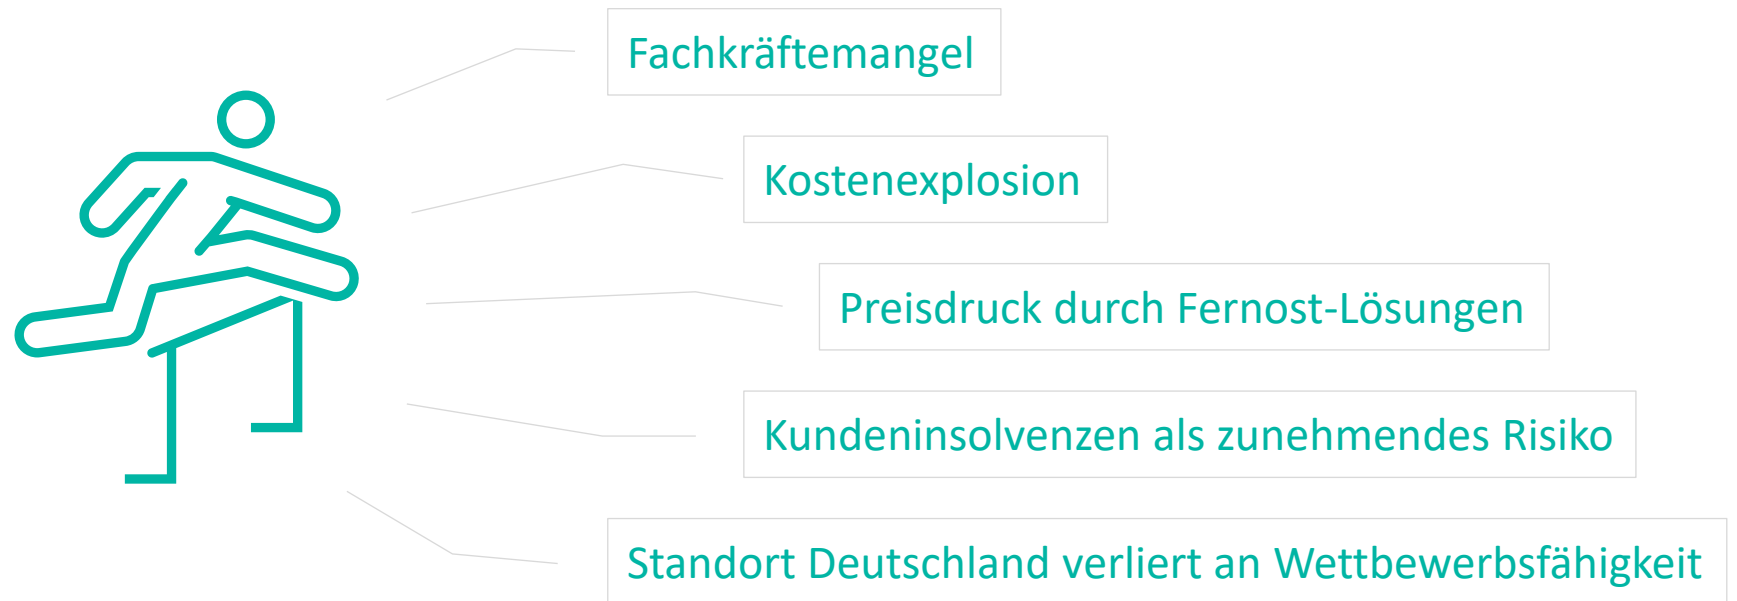 Fachkräftemangel
Kostenexplosion
Preisdruck durch Fernost-Lösungen
Kundeninsolvenzen als zunehmendes Risiko
Standort Deutschland verliert an Wettbewerbsfähigkeit